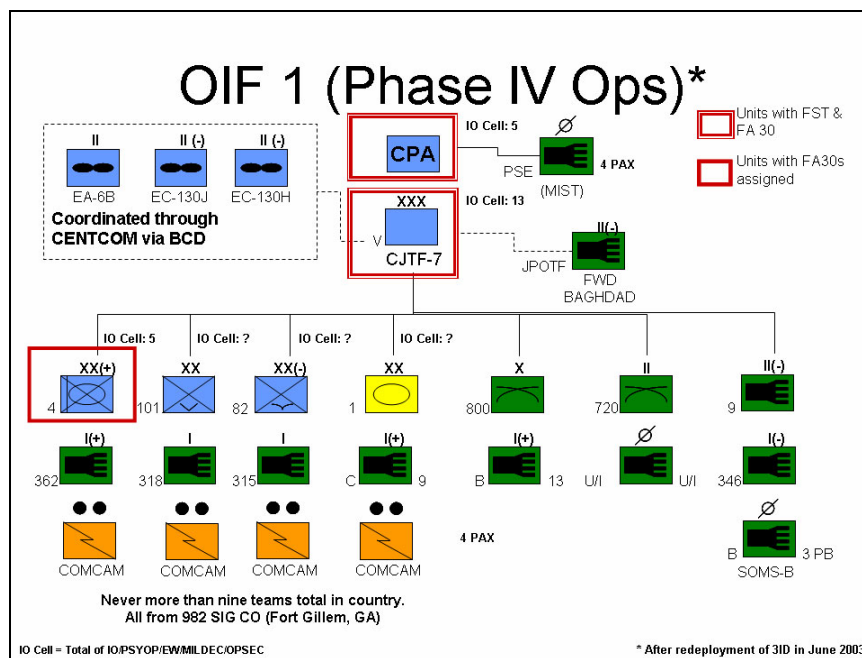 OIF 1 (Phase IV Ops)*
II
II (-)
II (-)
EA-6B
EC-130J
EC-130H
Coordinated through
CENTCOM via BCD
IO Cell: 5
CPA
PSE
(MIST)
4 PAX
Units with FST &
FA 30
Units with FA30s
assigned
XXX
IO Cell: 13
V
CJTF-7
II(-)
JPOTF
FWD
BAGHDAD
IO Cell: 5
IO Cell: ?
IO Cell: ?
IO Cell: ?
XX(+)
XX
XX(-)
XX
X
II
II(-)
4
101
82
1
800
720
9
I(+)
I
I
I(+)
I(+)
I(-)
362
318
315
C
9
B
13
U/I
U/I
346
COMCAM
COMCAM
COMCAM
COMCAM
4 PAX
B
3 PB
SOMS-B
Never more than nine teams total in country.
All from 982 SIG CO (Fort Gillem, GA)
IO Cell = Total of IO/PSYOP/EW/MILDEC/OPSEC
* After redeployment of 3ID in June 2003